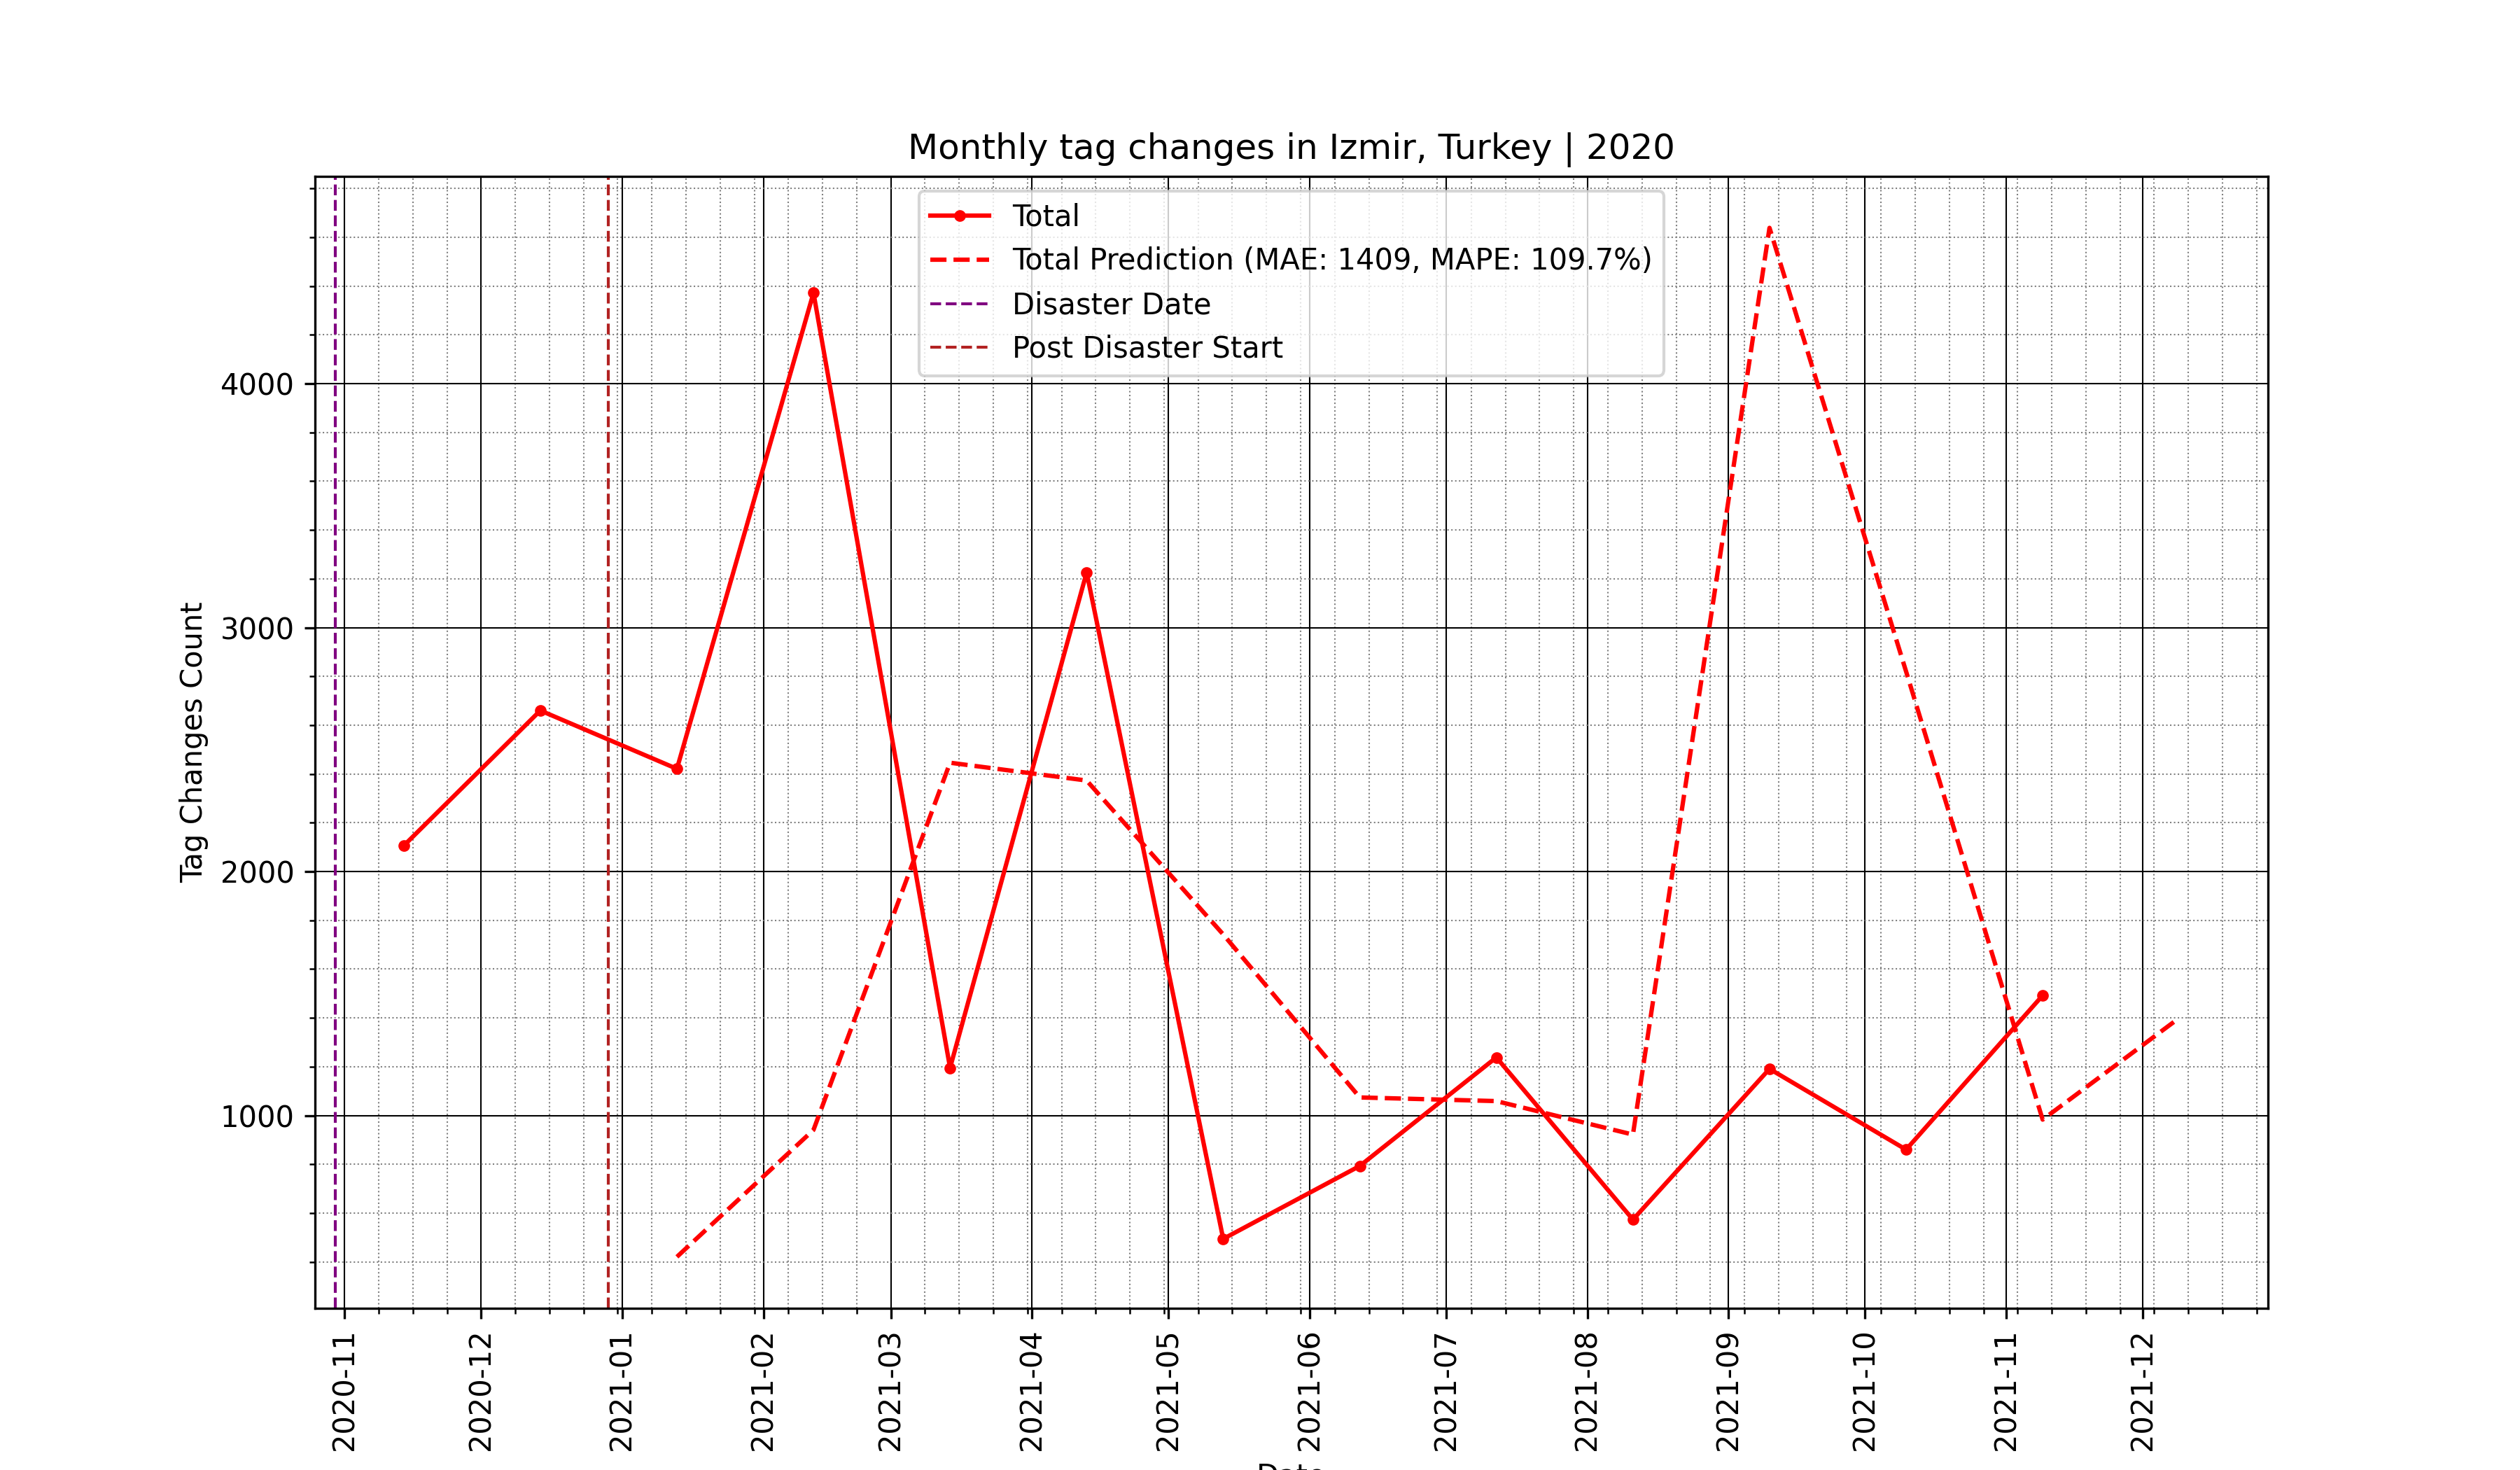 Monthly tag changes in Izmir, Turkey | 2020
Total
Total Prediction (MAE: 1409, MAPE: 109.7%)
Disaster Date
Post Disaster Start
Tag Changes Count
4000
3000
2000
1000
2020-11
2020-12
2021-01
2021-02
2021-03
2021-04
2021-05
2021-06
2021-07
2021-08
2021-09
2021-10
2021-11
2021-12
Date